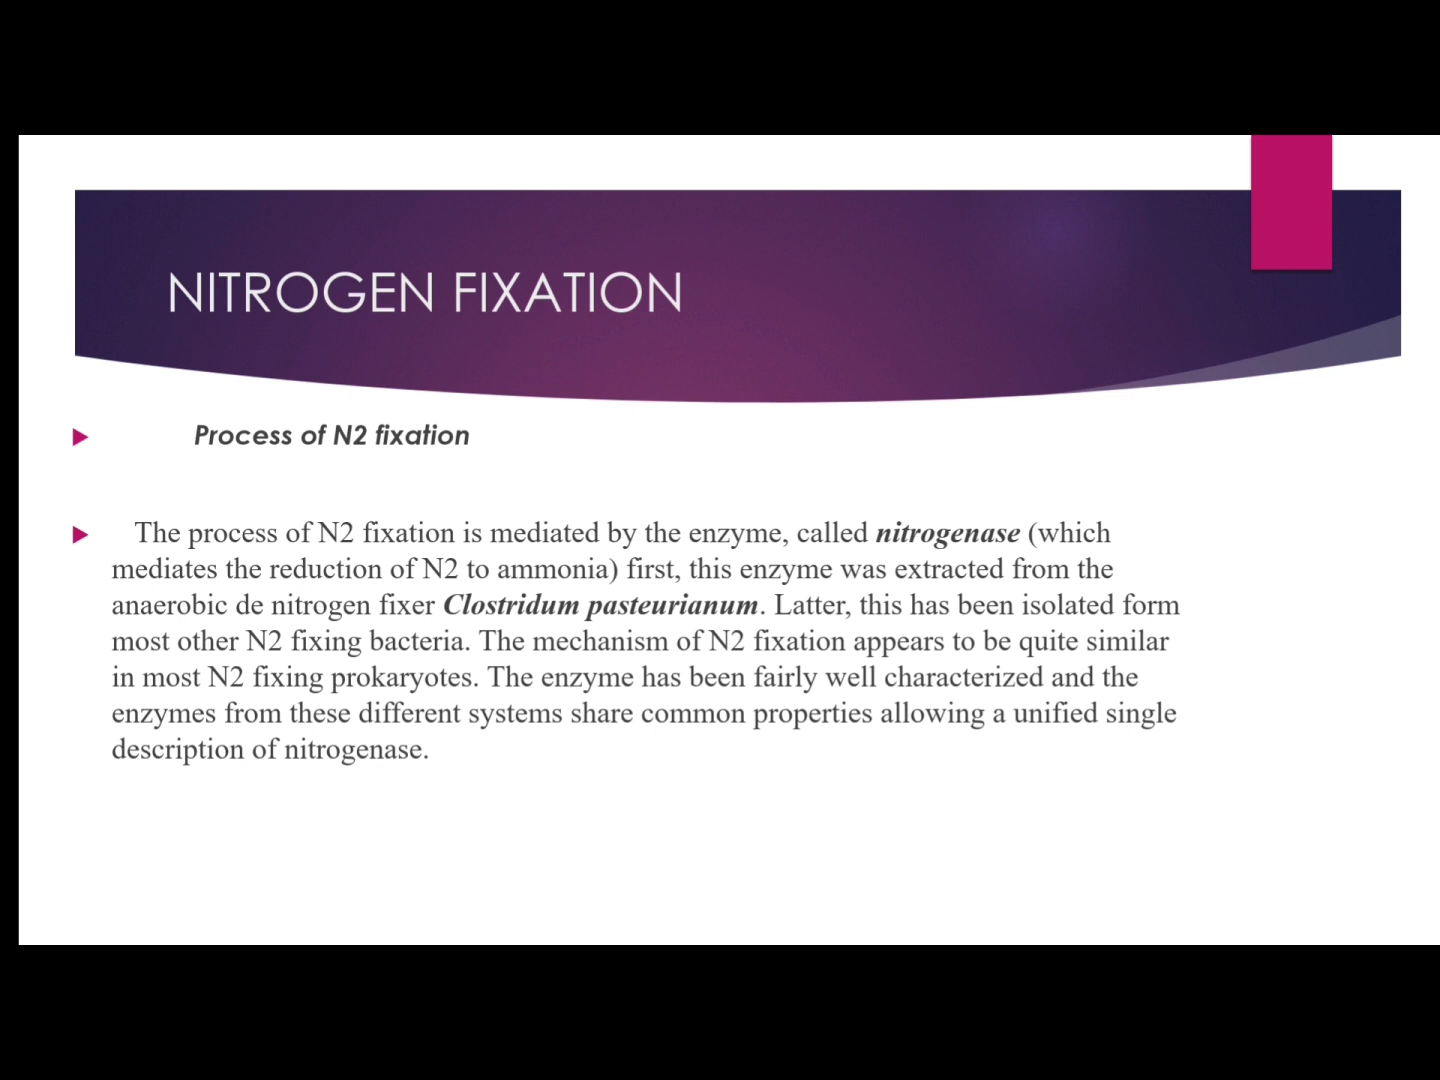 NITROGEN FIXATION
Process of N2 fixation
The process of N2 fixation is mediated by the enzyme, called nitrogenase (which
mediates the reduction of N2 to ammonia) first, this enzyme was extracted from the
anaerobic de nitrogen fixer Clostridum pasteurianum. Latter, this has been isolated form
most other N2 fixing bacteria. The mechanism of N2 fixation appears to be quite similar
in most N2 fixing prokaryotes. The enzyme has been fairly well characterized and the
enzymes from these different systems share common properties allowing a unified single
description of nitrogenase.